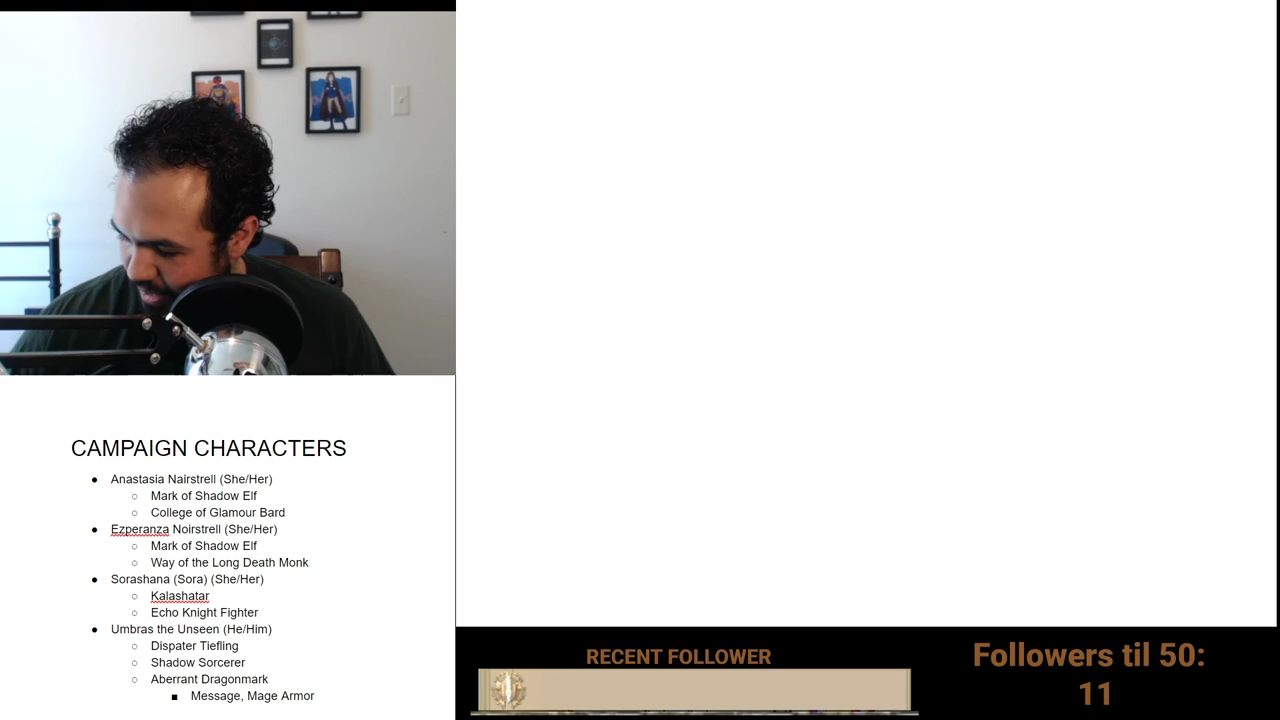 CAMPAIGN CHARACTERS
● Anastasia Nairstrell (She/Her)
○ Mark of Shadow Elf
○ College of Glamour Bard
● Ezperanza Noirstrell (She/Her)
○ Mark of Shadow Elf
○ Way of the Long Death Monk
● Sorashana (Sora) (She/Her)
○ Kalashatar
○ Echo Knight Fighter
● Umbras the Unseen (He/Him)
○ Dispater Tiefling
○ Shadow Sorcerer
○ Aberrant Dragonmark
■ Message, Mage Armor
RECENT FOLLOWER
Followers til 50:
11